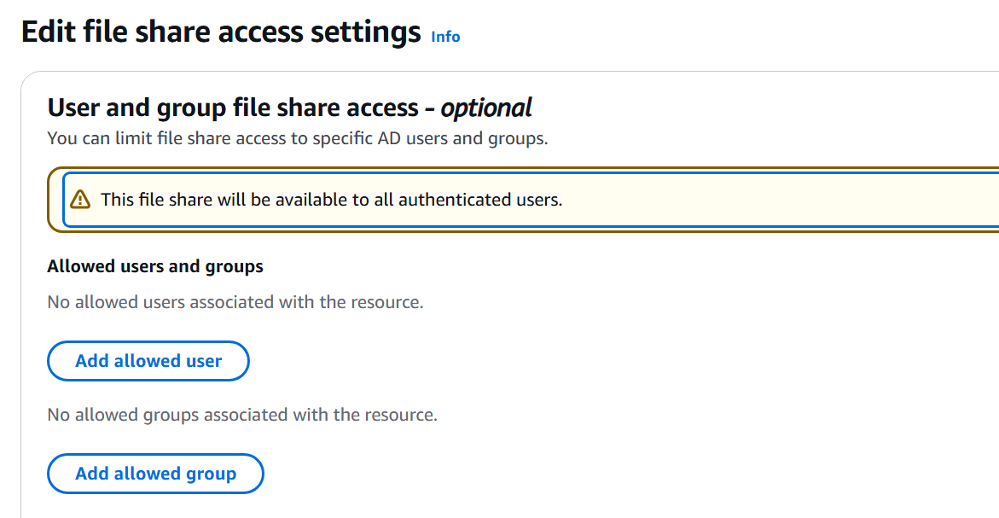 Edit file share access settings Info
User and group file share access - optional
You can limit file share access to specific AD users and groups.
This file share will be available to all authenticated users.
Allowed users and groups
No allowed users associated with the resource.
Add allowed user
No allowed groups associated with the resource.
Add allowed group